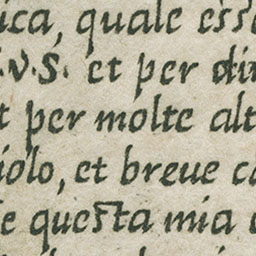 ica, quale esse
.V.S. et per di
per molte alt
iolo, et breue c
e questa mia